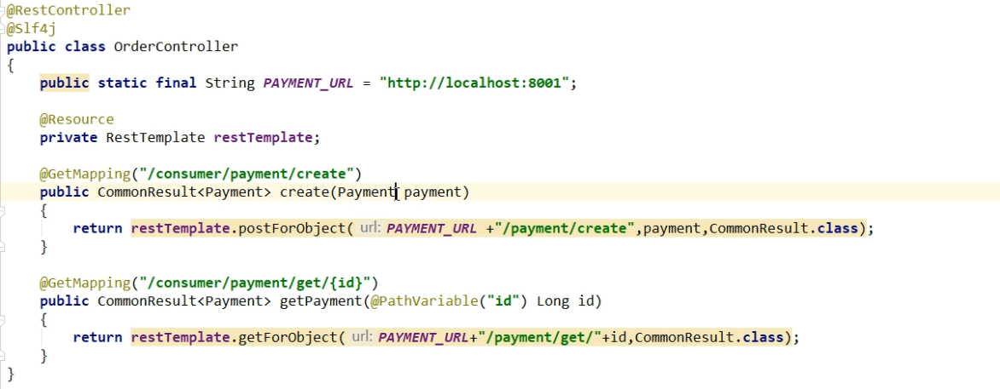 @RestController
@Slf4j
public class OrderController
{
    public static final String PAYMENT_URL = "http://localhost:8001";
    @Resource
    private RestTemplate restTemplate;
    @GetMapping("/consumer/payment/create")
    public CommonResult<Payment> create(Payment payment)
    {
        return restTemplate.postForObject( url: PAYMENT_URL +"/payment/create",payment,CommonResult.class);
    }
    @GetMapping("/consumer/payment/get/{id}")
    public CommonResult<Payment> getPayment(@PathVariable("id") Long id)
    {
        return restTemplate.getForObject( url: PAYMENT_URL+"/payment/get/"+id,CommonResult.class);
    }
}